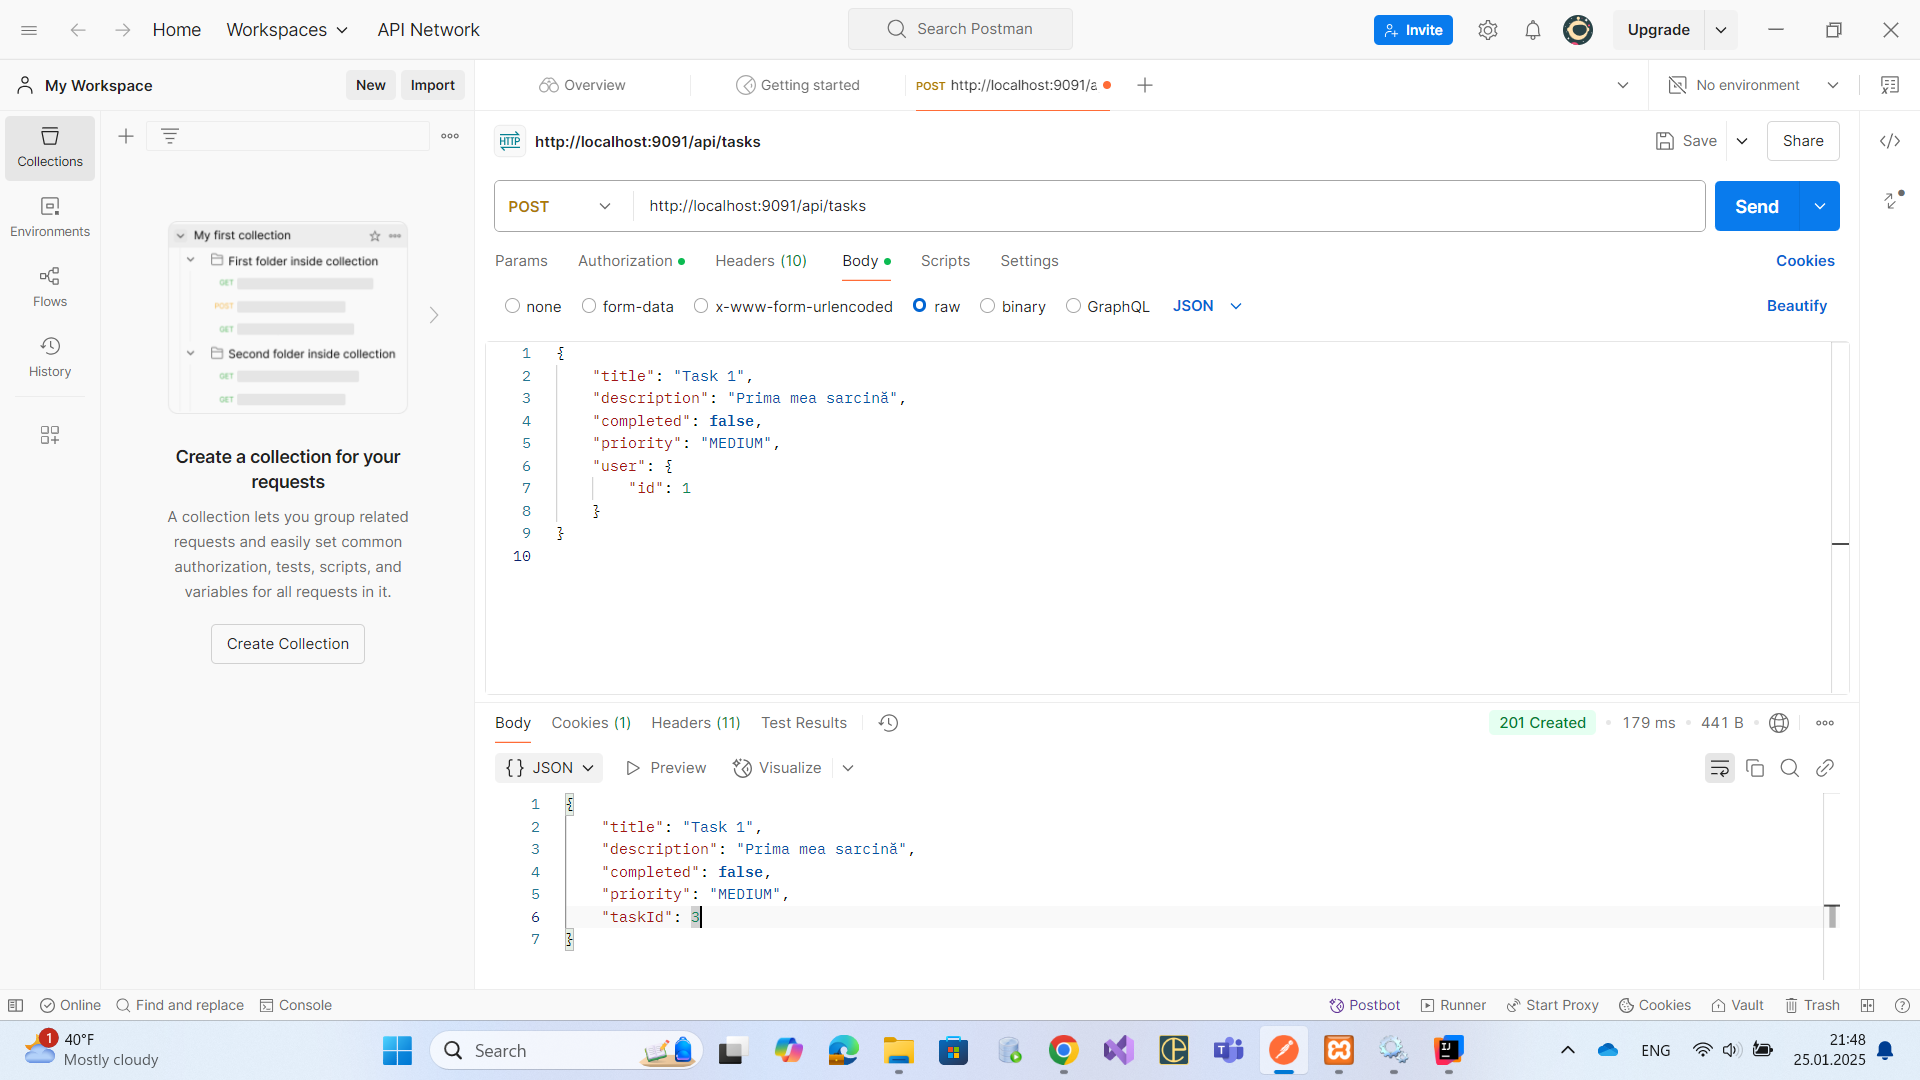 Home
Workspaces
API Network
Search Postman
Invite
Upgrade
My Workspace
New
Import
Overview
Getting started
POST http://localhost:9091/a
No environment
Collections
Environments
Flows
History
My first collection
First folder inside collection
GET
POST
GET
Second folder inside collection
GET
GET
Create a collection for your
requests
A collection lets you group related
requests and easily set common
authorization, tests, scripts, and
variables for all requests in it.
Create Collection
HTTP
http://localhost:9091/api/tasks
Save
Share
POST
http://localhost:9091/api/tasks
Send
Params
Authorization
Headers (10)
Body
Scripts
Settings
Cookies
none
form-data
x-www-form-urlencoded
raw
binary
GraphQL
JSON
Beautify
1 {
2 "title": "Task 1",
3 "description": "Prima mea sarcină",
4 "completed": false,
5 "priority": "MEDIUM",
6 "user": {
7 "id": 1
8 }
9 }
10
Body
Cookies (1)
Headers (11)
Test Results
201 Created
179 ms
441 B
{} JSON
Preview
Visualize
1 {
2 "title": "Task 1",
3 "description": "Prima mea sarcină",
4 "completed": false,
5 "priority": "MEDIUM",
6 "taskId": 3
7 }
Online
Find and replace
Console
Postbot
Runner
Start Proxy
Cookies
Vault
Trash
1
40°F
Mostly cloudy
Search
ENG
21:48
25.01.2025